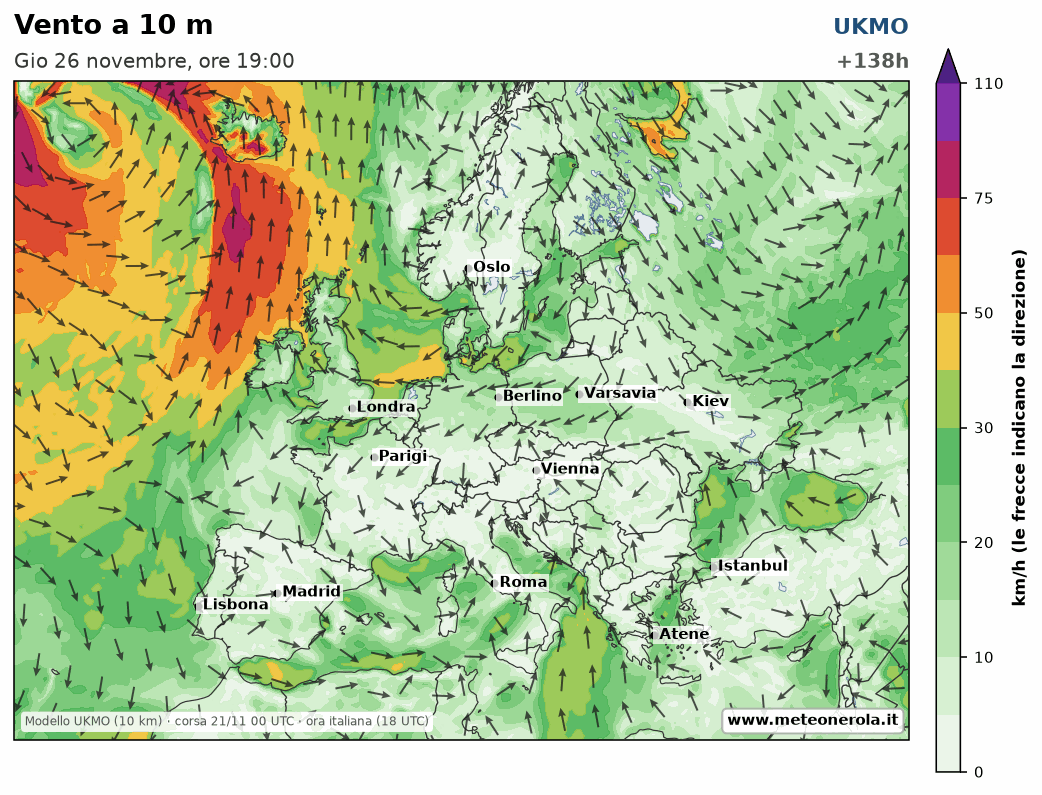 Vento a 10 m
UKMO
Gio 26 novembre, ore 19:00
+138h
Oslo
Londra
Berlino
Varsavia
Kiev
Parigi
Vienna
Istanbul
Roma
Madrid
Lisbona
Atene
Modello UKMO (10 km) · corsa 21/11 00 UTC · ora italiana (18 UTC)
www.meteonerola.it
110
75
50
30
20
10
0
km/h (le frecce indicano la direzione)